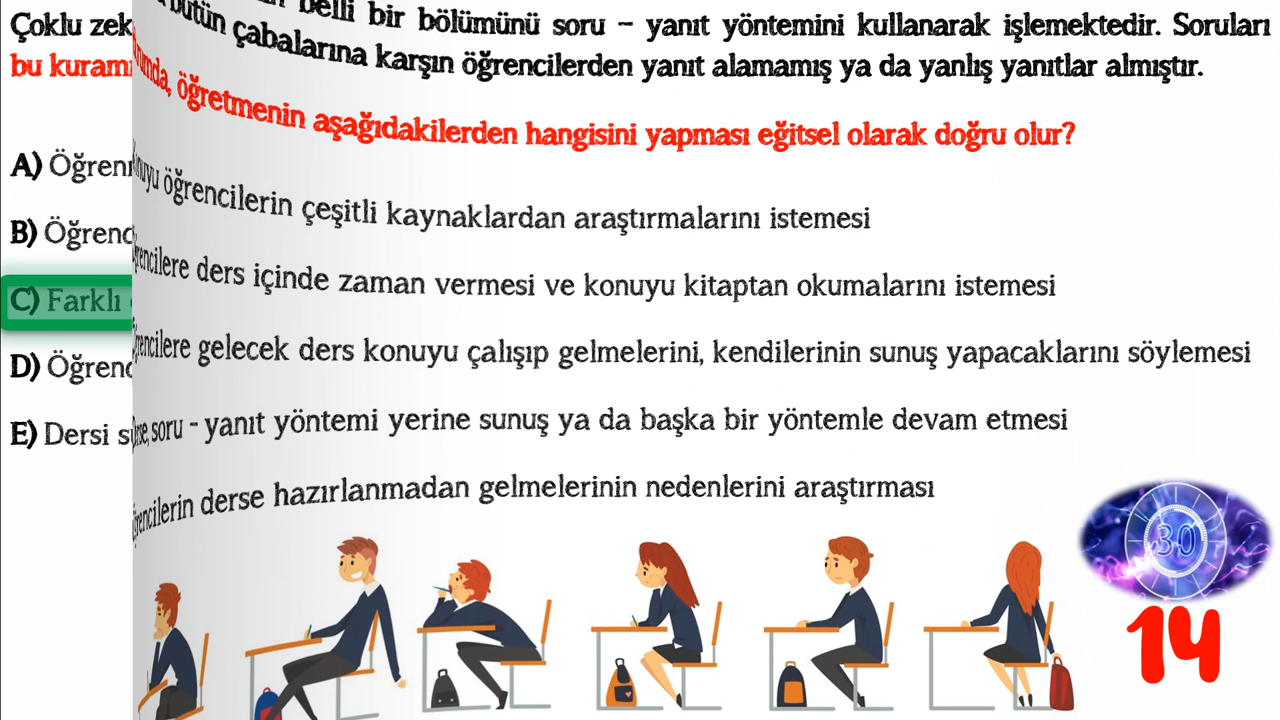 Çoklu zek
bu kuramı
A) Öğren
B) Öğrenc
C) Farklı
D) Öğrenc
E) Dersi s
belli bir bölümünü soru – yanıt yöntemini kullanarak işlemektedir. Soruları
bütün çabalarına karşın öğrencilerden yanıt alamamış ya da yanlış yanıtlar almıştır.
öğretmenin aşağıdakilerden hangisini yapması eğitsel olarak doğru olur?
öğrencilerin çeşitli kaynaklardan araştırmalarını istemesi
ders içinde zaman vermesi ve konuyu kitaptan okumalarını istemesi
gelecek ders konuyu çalışıp gelmelerini, kendilerinin sunuş yapacaklarını söylemesi
soru - yanıt yöntemi yerine sunuş ya da başka bir yöntemle devam etmesi
derse hazırlanmadan gelmelerinin nedenlerini araştırması
30
14